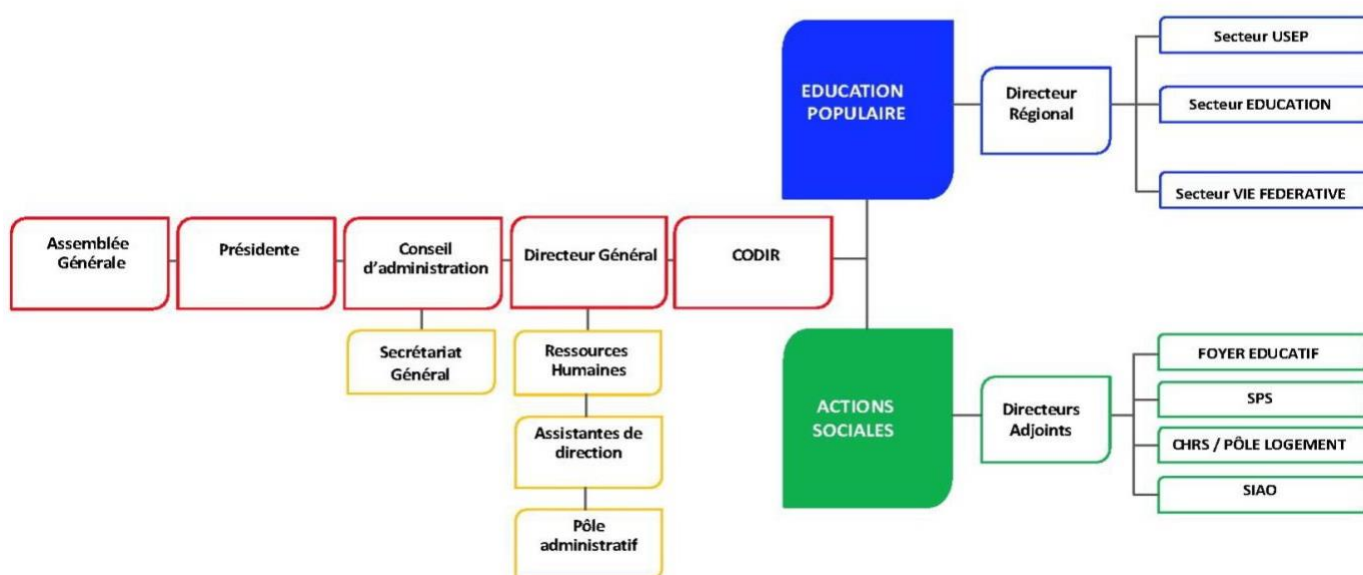 Assemblée
Générale
Présidente
Conseil
d'administration
Directeur Général
CODIR
Secrétariat
Général
Ressources
Humaines
Assistantes de
direction
Pôle
administratif
EDUCATION
POPULAIRE
Directeur
Régional
Secteur USEP
Secteur EDUCATION
Secteur VIE FEDERATIVE
ACTIONS
SOCIALES
Directeurs
Adjoints
FOYER EDUCATIF
SPS
CHRS / PÔLE LOGEMENT
SIAO